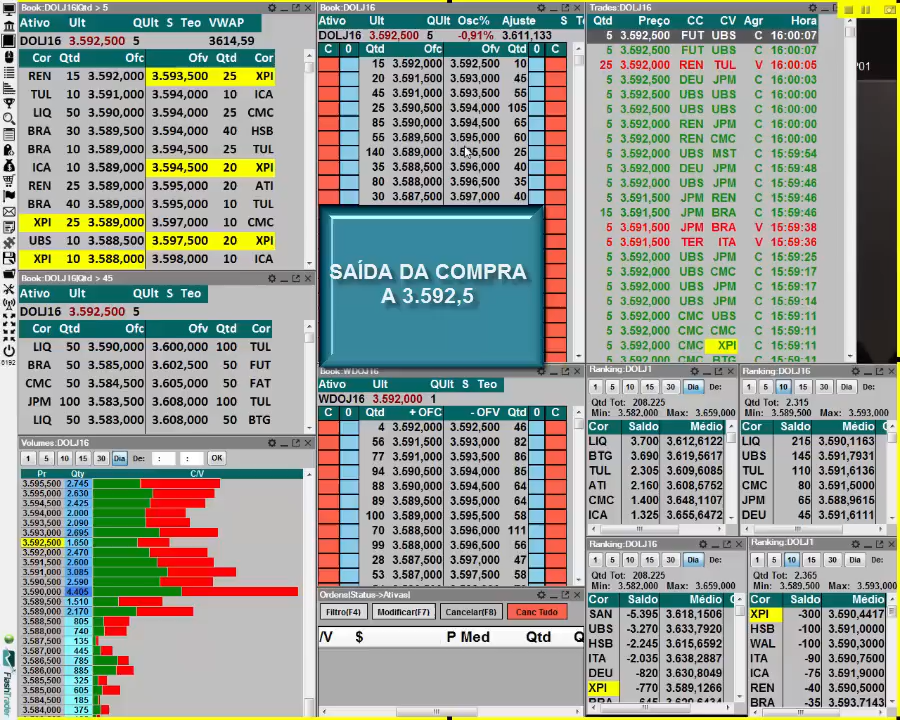 Book:DOLJ16|Qtd > 5
Ativo Ult QUlt S Teo VWAP
DOLJ16 3.592,500 5 3614,59
Cor Qtd Ofc Ofv Qtd Cor
REN 15 3.592,000 3.593,500 25 XPI
TUL 10 3.591,000 3.594,000 10 ICA
LIQ 50 3.590,000 3.594,000 25 CMC
BRA 30 3.589,500 3.594,000 40 HSB
BRA 10 3.589,500 3.594,000 10 TUL
ICA 10 3.589,000 3.594,500 20 XPI
REN 25 3.589,000 3.595,000 20 ATI
BRA 40 3.589,000 3.595,000 10 TUL
XPI 25 3.589,000 3.597,000 10 CMC
UBS 10 3.588,500 3.597,500 20 XPI
XPI 10 3.588,000 3.598,000 10 ICA
Book:DOLJ16|Qtd > 45
Ativo Ult QUlt S Teo
DOLJ16 3.592,500 5
Cor Qtd Ofc Ofv Qtd Cor
LIQ 50 3.590,000 3.600,000 100 TUL
BRA 50 3.585,000 3.602,500 50 FUT
CMC 50 3.584,500 3.605,000 50 FAT
JPM 100 3.583,500 3.608,000 100 TUL
LIQ 50 3.583,000 3.608,000 50 BTG
Volumes:DOLJ16
1 5 10 15 30 Dia De: : : OK
Pr Qty C/V
3.595,500 2.745
3.595,000 2.630
3.594,500 2.425
3.594,000 2.090
3.593,500 2.205
3.593,000 2.695
3.592,500 1.650
3.592,000 2.470
3.591,500 2.600
3.591,000 3.085
3.590,500 2.590
3.590,000 4.405
3.589,500 1.510
3.589,000 2.170
3.588,500 805
3.588,000 740
3.587,500 135
3.587,000 445
3.586,500 785
3.586,000 885
3.585,500 325
3.585,000 605
3.584,500 185
3.584,000 375
Book:DOLJ16
Ativo Ult QUlt Osc% Ajuste S T
DOLJ16 3.592,500 5 -0,91% 3.611,133
C 0 Qtd Ofc Ofv Qtd 0 C
15 3.592,000 3.592,500 10
20 3.591,500 3.593,500 45
45 3.591,000 3.593,500 55
25 3.590,500 3.594,500 105
85 3.590,000 3.594,500 65
55 3.589,500 3.595,000 60
140 3.589,000 25
35 3.588,500 3.596,000 40
80 3.588,000 3.596,500 35
30 3.587,500 3.597,000 40
SAÍDA DA COMPRA
A 3.592,5
Book:WDOJ16
Ativo Ult QUlt S Teo
WDOJ16 3.592,000 1
C 0 Qtd + OFC - OFV Qtd 0 C
4 3.592,000 3.592,500 46
56 3.591,500 3.593,000 82
77 3.591,000 3.593,500 86
94 3.590,500 3.594,000 64
88 3.590,000 3.594,500 64
89 3.589,500 3.595,000 94
100 3.589,000 3.595,500 58
70 3.588,500 3.596,000 111
99 3.588,000 3.596,500 56
28 3.587,500 3.597,000 47
53 3.587,000 3.597,500 58
Ordens[Status->Ativas]
Filtro(F4) Modificar(F7) Cancelar(F8) Canc Tudo
/V $ P Med Qtd Q
Trades:DOLJ16
Qtd Preço CC CV Agr Hora
5 3.592,500 FUT UBS C 16:00:07
5 3.592,500 FUT UBS C 16:00:07
25 3.592,000 REN TUL V 16:00:05
5 3.592,000 DEU JPM C 16:00:03
5 3.592,000 UBS UBS C 16:00:00
5 3.592,000 UBS JPM C 16:00:00
5 3.592,000 REN JPM C 16:00:00
5 3.592,000 REN CMC C 16:00:00
5 3.592,000 UBS MST C 15:59:54
5 3.592,000 DEU JPM C 15:59:48
5 3.592,000 UBS JPM C 15:59:48
5 3.591,500 JPM REN C 15:59:48
15 3.591,500 JPM BRA C 15:59:46
5 3.591,500 JPM BRA V 15:59:38
5 3.591,500 TER ITA V 15:59:36
5 3.592,000 DEU CMC C 15:59:25
5 3.592,000 UBS JPM C 15:59:17
5 3.592,000 UBS JPM C 15:59:17
5 3.592,000 UBS JPM C 15:59:14
5 3.592,000 CMC UBS C 15:59:11
5 3.592,000 CMC CMC C 15:59:11
5 3.592,000 CMC XPI C 15:59:11
5 3.592,000 CMC BTG C 15:59:11
P01
Ranking:DOLJ1
1 5 10 15 30 Dia De:
Qtd Tot: 208.225
Min: 3.582,000 Max: 3.659,000
Cor Saldo Médio
LIQ 3.700 3.612,6122
BTG 3.690 3.619,5617
TUL 2.305 3.609,6085
ATI 2.160 3.608,5752
CMC 1.400 3.648,1107
ICA 1.325 3.655,6472
Ranking:DOLJ16
1 5 10 15 30 Dia De:
Qtd Tot: 2.315
Min: 3.589,500 Max: 3.593,000
Cor Saldo Médio
LIQ 215 3.590,1163
UBS 145 3.591,7931
TUL 110 3.591,6136
CMC 80 3.591,5000
JPM 65 3.588,9615
DEU 45 3.591,6111
Ranking:DOLJ16
1 5 10 15 30 Dia De:
Qtd Tot: 208.225
Min: 3.582,000 Max: 3.659,000
Cor Saldo Médio
SAN -5.395 3.618,1506
UBS -3.270 3.633,7920
HSB -2.245 3.615,6592
ITA -2.035 3.638,2887
DEU -820 3.630,8049
XPI -770 3.589,1266
Ranking:DOLJ1
1 5 10 15 30 Dia De:
Qtd Tot: 2.365
Min: 3.589,500 Max: 3.593,000
Cor Saldo Médio
XPI -300 3.590,4417
HSB -100 3.591,0000
WAL -100 3.590,3000
ITA -90 3.590,7500
ICA -75 3.591,9000
REN -40 3.590,5000
BRA -35 3.593,7143
6192
FlashTrader